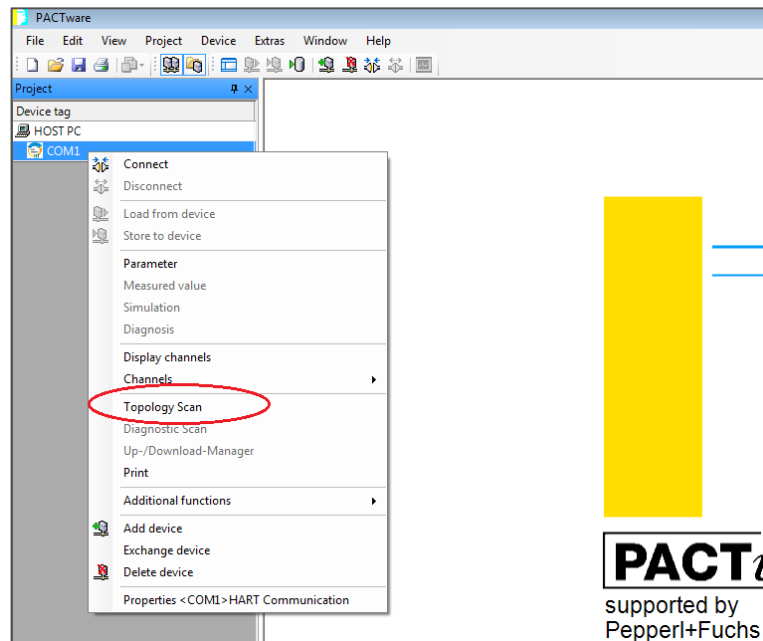 PACTware
File Edit View Project Device Extras Window Help
Project
Device tag
HOST PC
COM1
Connect
Disconnect
Load from device
Store to device
Parameter
Measured value
Simulation
Diagnosis
Display channels
Channels
Topology Scan
Diagnostic Scan
Up-/Download-Manager
Print
Additional functions
Add device
Exchange device
Delete device
Properties <COM1>HART Communication
PACT
supported by
Pepperl+Fuchs